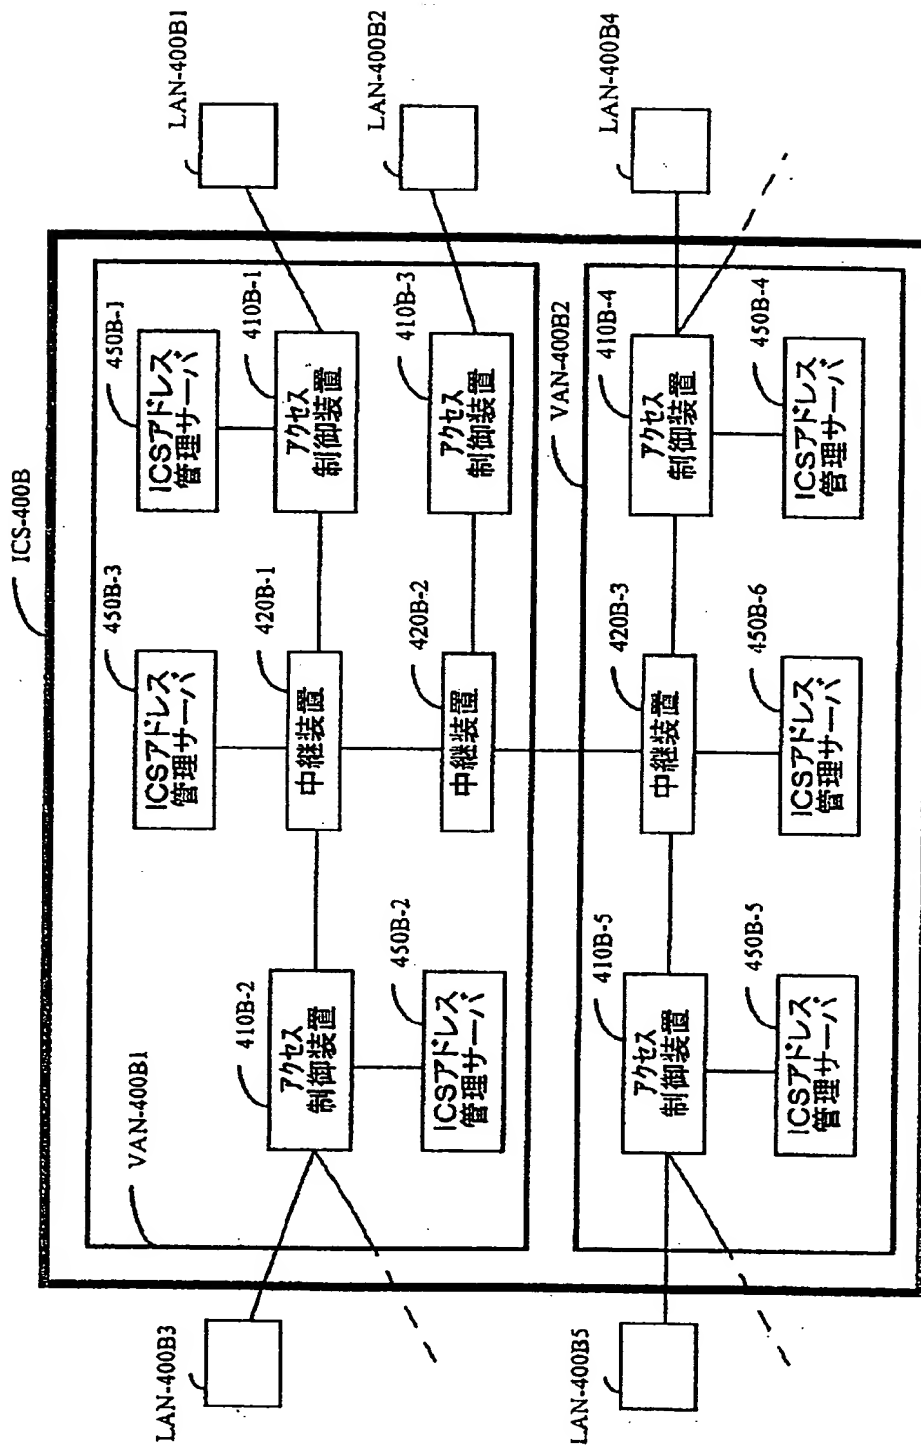 ICS-400B
VAN-400B1
LAN-400B3
410B-2
アクセス
制御装置
450B-2
ICSアドレス
管理サーバ
450B-3
ICSアドレス
管理サーバ
420B-1
中継装置
420B-2
中継装置
450B-1
ICSアドレス
管理サーバ
410B-1
アクセス
制御装置
410B-3
アクセス
制御装置
LAN-400B1
LAN-400B2
VAN-400B2
LAN-400B5
410B-5
アクセス
制御装置
450B-5
ICSアドレス
管理サーバ
420B-3
中継装置
450B-6
ICSアドレス
管理サーバ
410B-4
アクセス
制御装置
450B-4
ICSアドレス
管理サーバ
LAN-400B4